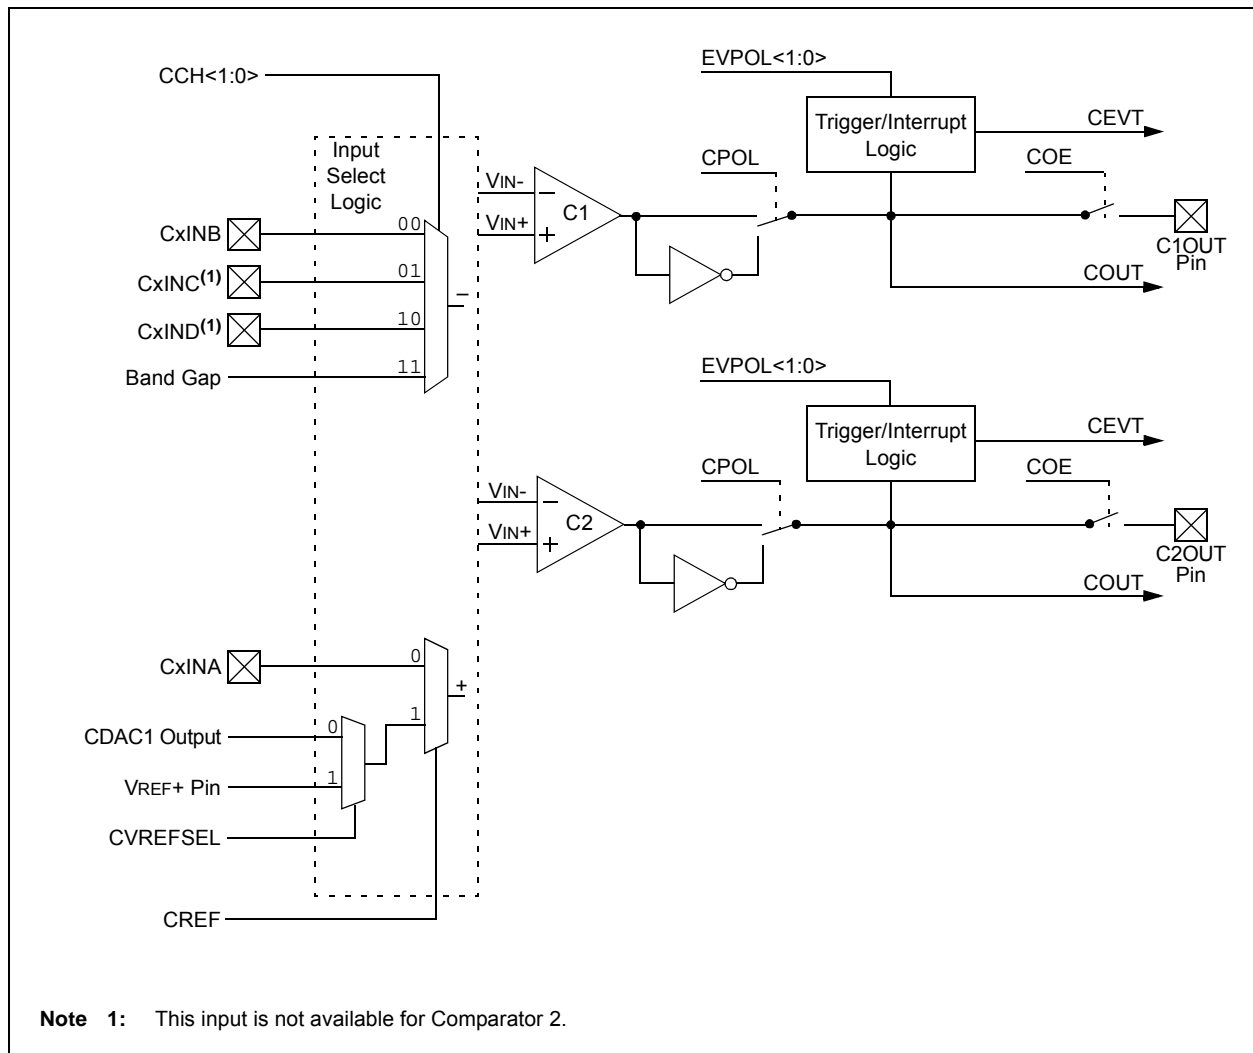 EVPOL<1:0>
CCH<1:0>
Trigger/Interrupt
Logic
CEVT
Input
Select
Logic
CPOL
COE
VIN-
–
C1
VIN+
+
CxINB
00
C1OUT
Pin
CxINC(1)
01
COUT
–
CxIND(1)
10
Band Gap
11
EVPOL<1:0>
Trigger/Interrupt
Logic
CEVT
CPOL
COE
VIN-
–
C2
VIN+
+
C2OUT
Pin
COUT
CxINA
0
+
1
CDAC1 Output
0
VREF+ Pin
1
CVREFSEL
CREF
Note 1: This input is not available for Comparator 2.